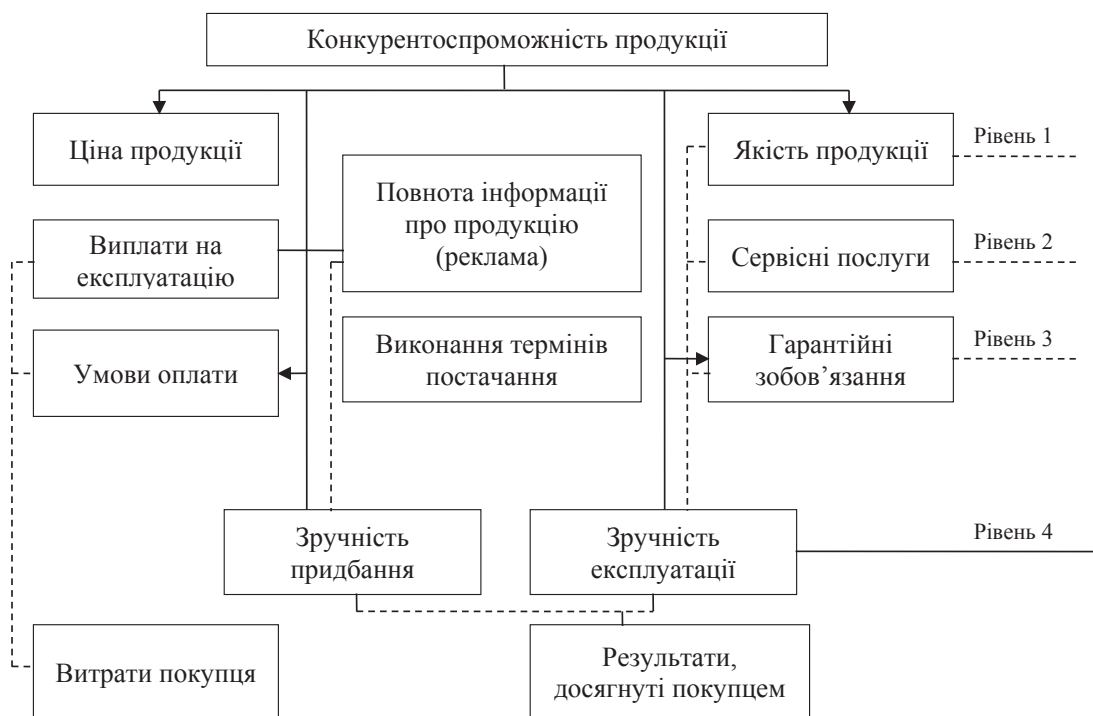 Конкурентоспроможність продукції
Ціна продукції
Якість продукції
Рівень 1
Повнота інформації
про продукцію
(реклама)
Виплати на
експлуатацію
Сервісні послуги
Рівень 2
Умови оплати
Виконання термінів
постачання
Гарантійні
зобов’язання
Рівень 3
Зручність
придбання
Зручність
експлуатації
Рівень 4
Витрати покупця
Результати,
досягнуті покупцем